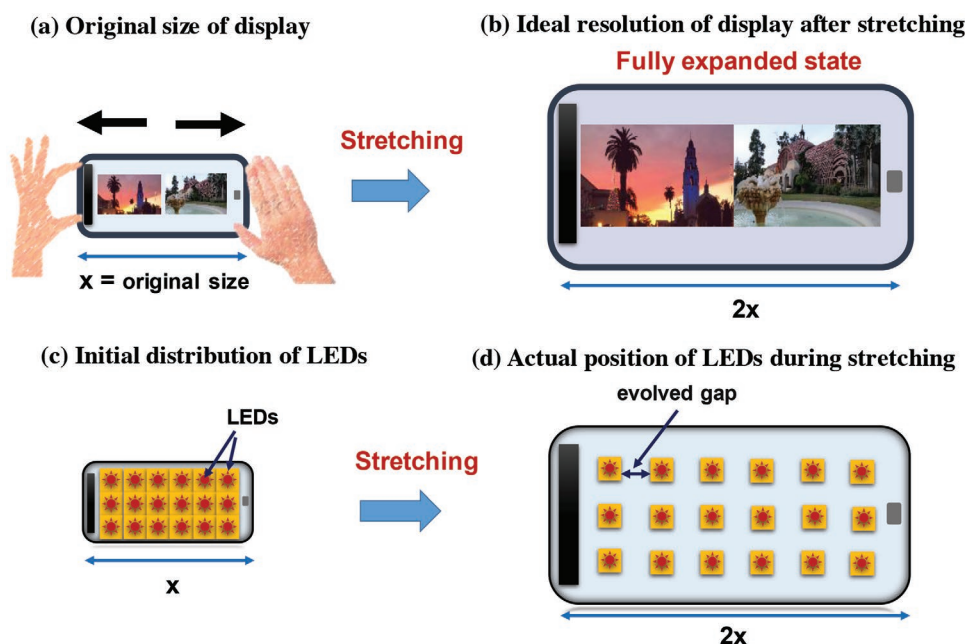 (a) Original size of display
(b) Ideal resolution of display after stretching
Fully expanded state
Stretching
x = original size
2x
(c) Initial distribution of LEDs
(d) Actual position of LEDs during stretching
evolved gap
LEDs
Stretching
x
2x